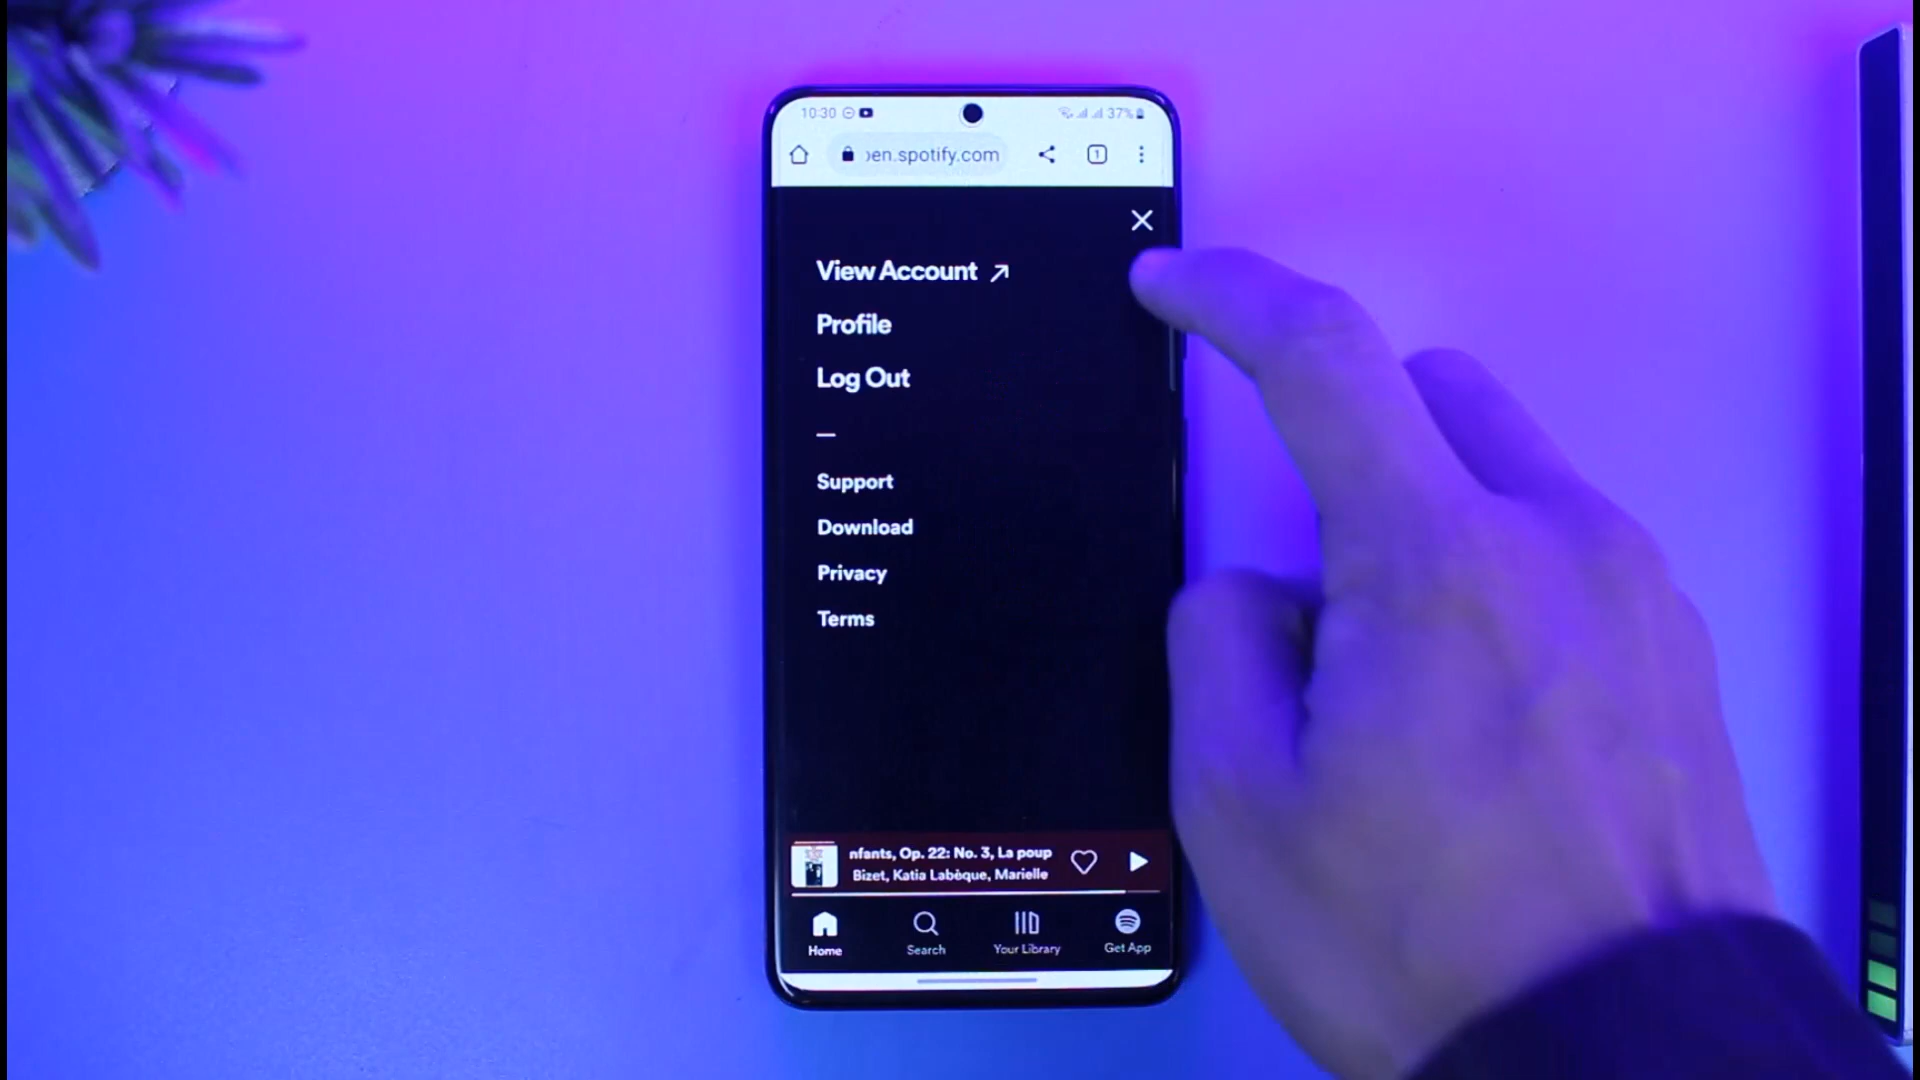 10:30 37%
en.spotify.com 1
View Account
Profile
Log Out
Support
Download
Privacy
Terms
nfants, Op. 22: No. 3, La poup
Bizet, Katia Labèque, Marielle
Home Search Your Library Get App